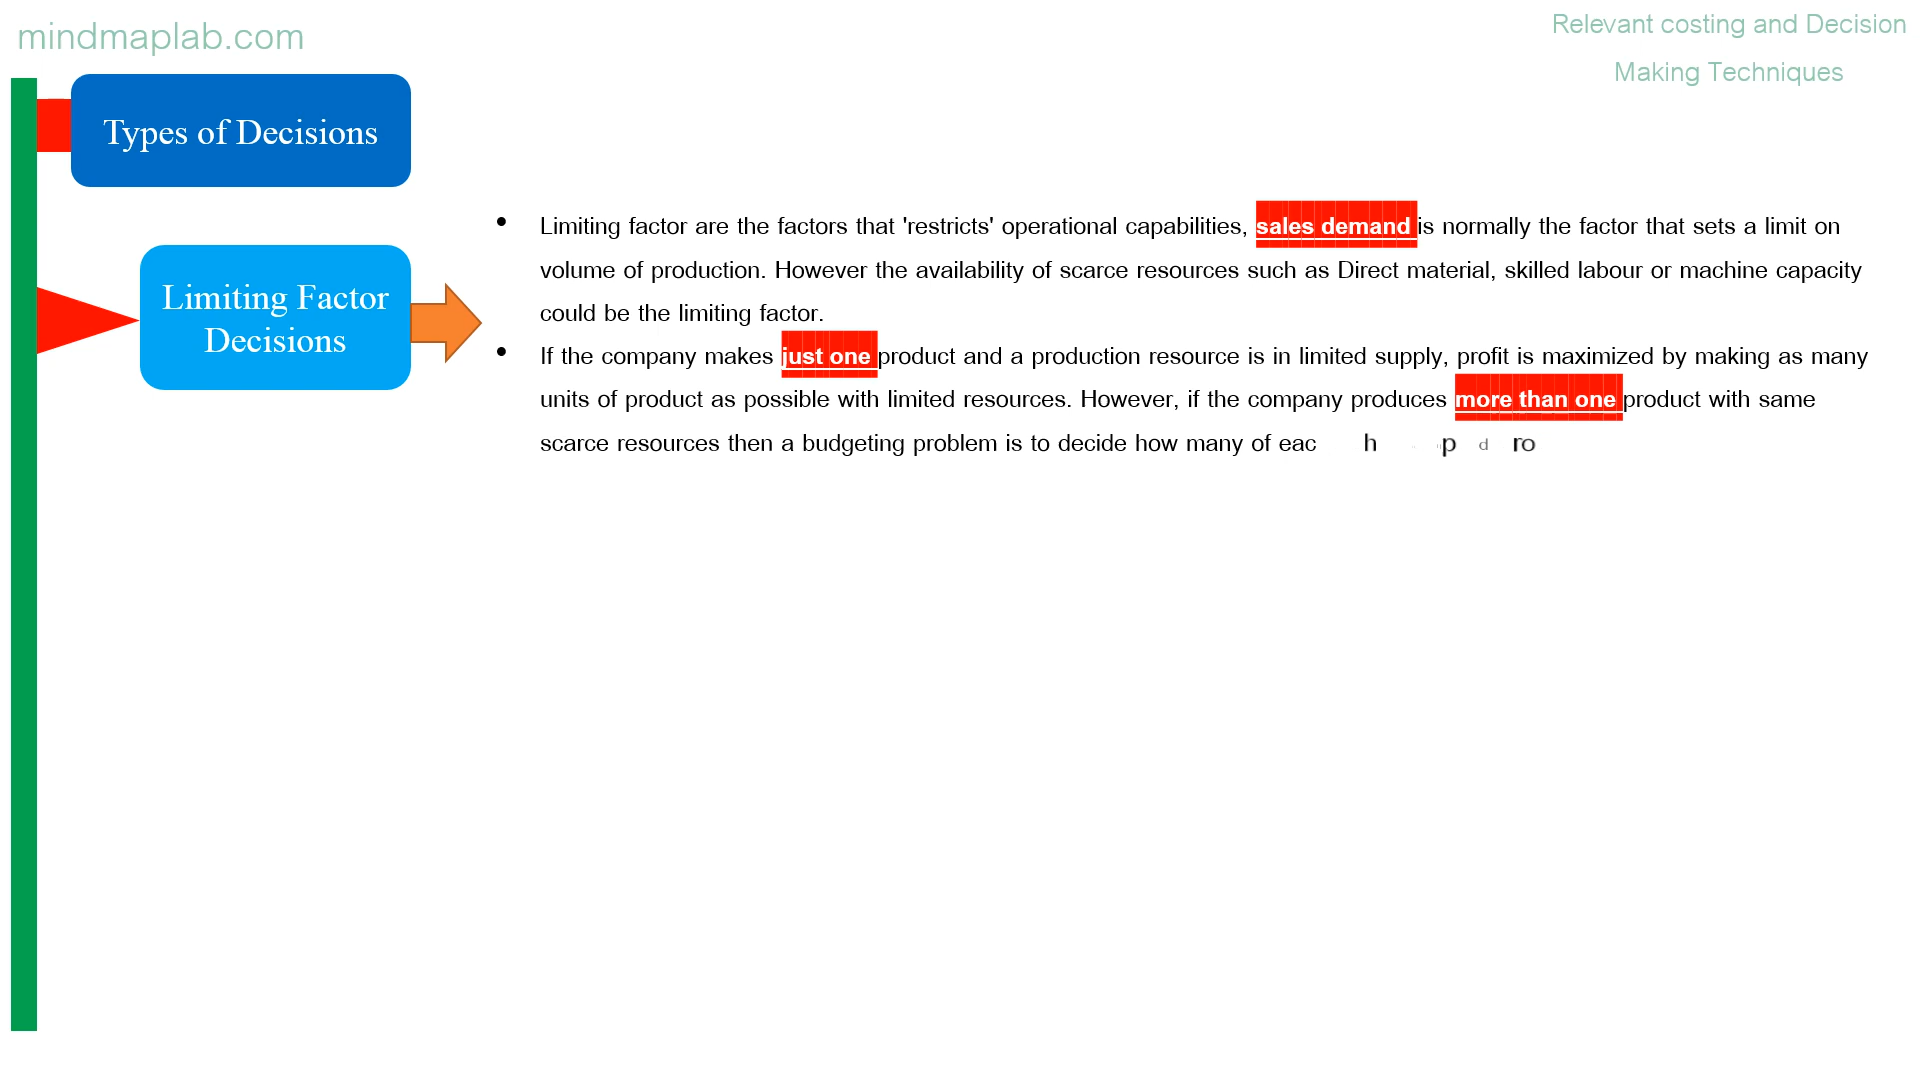 mindmaplab.com
Relevant costing and Decision
Making Techniques
Types of Decisions
Limiting Factor
Decisions
• Limiting factor are the factors that 'restricts' operational capabilities, sales demand is normally the factor that sets a limit on
volume of production. However the availability of scarce resources such as Direct material, skilled labour or machine capacity
could be the limiting factor.
• If the company makes just one product and a production resource is in limited supply, profit is maximized by making as many
units of product as possible with limited resources. However, if the company produces more than one product with same
scarce resources then a budgeting problem is to decide how many of each